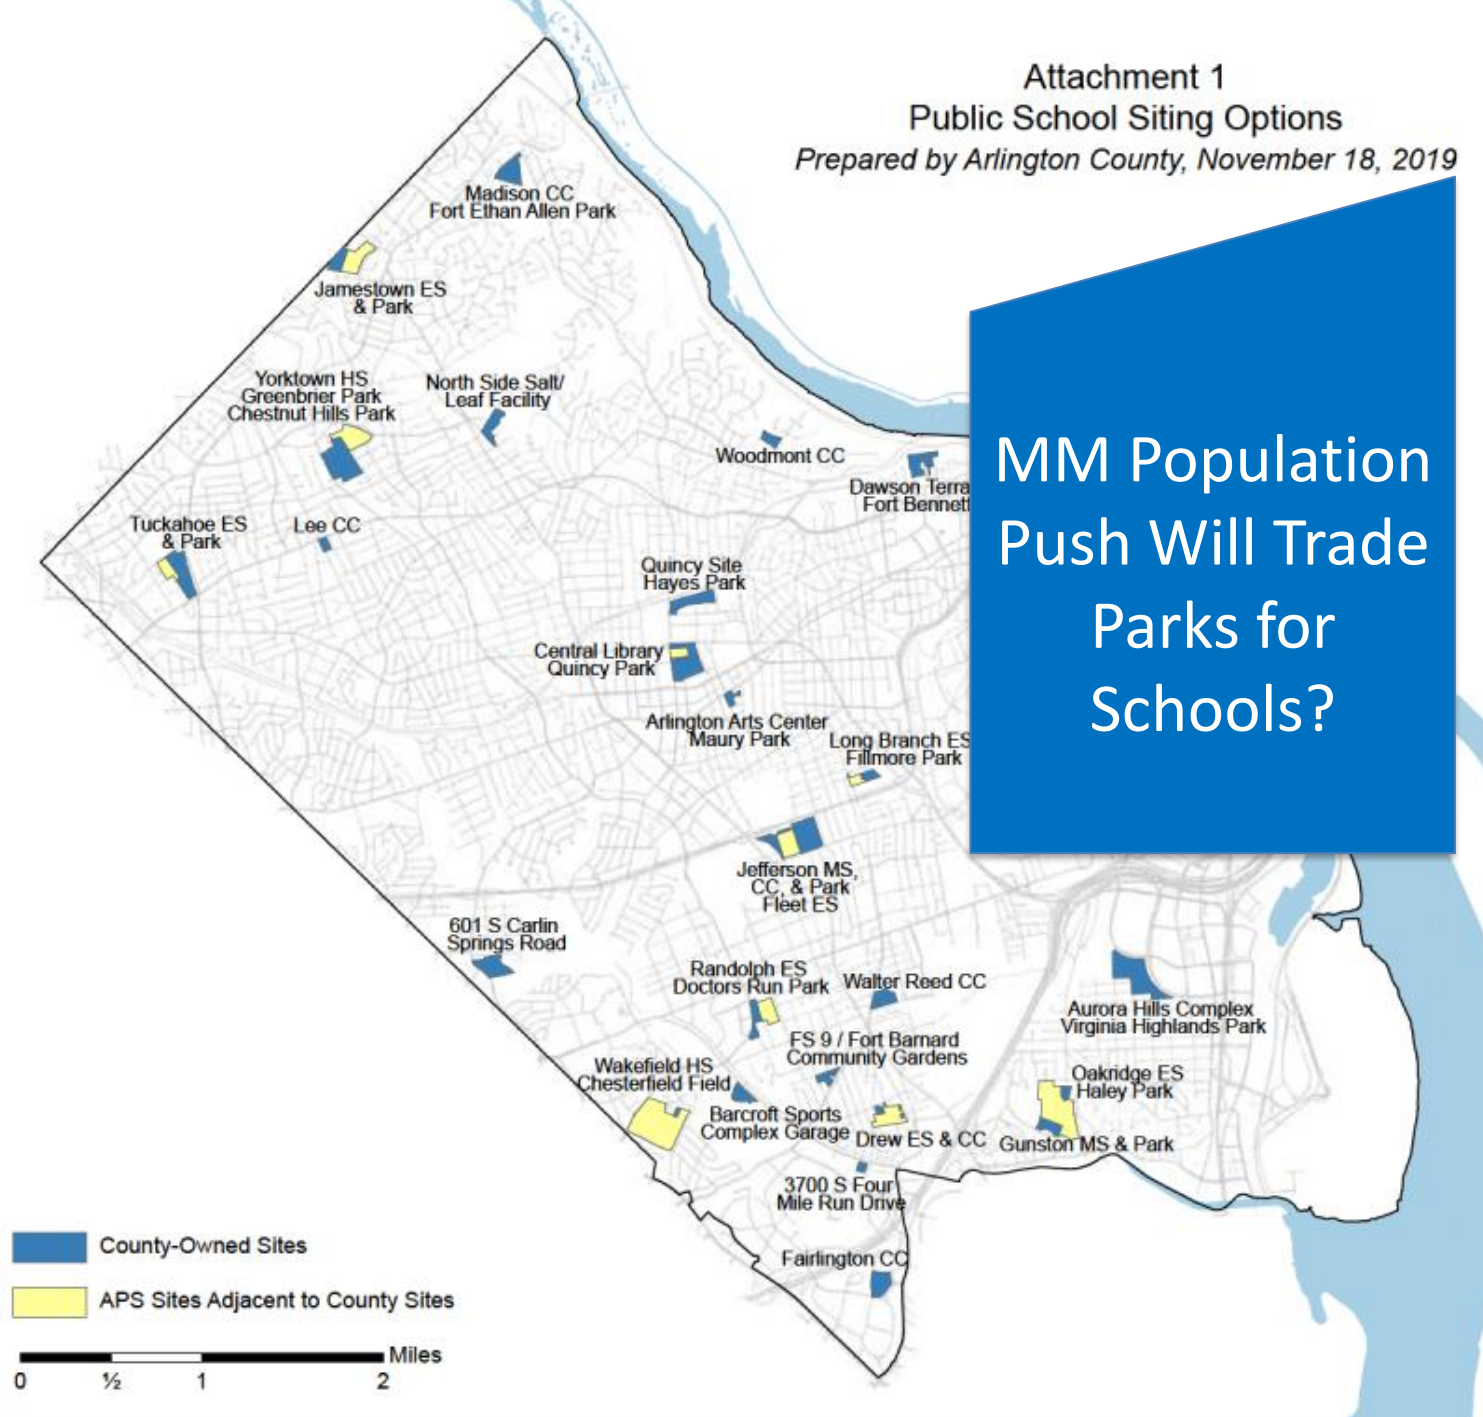 Attachment 1
Public School Siting Options
Prepared by Arlington County, November 18, 2019
Madison CC
Fort Ethan Allen Park
Jamestown ES
& Park
Yorktown HS
Greenbrier Park
Chestnut Hills Park
North Side Salt/
Leaf Facility
Woodmont CC
Dawson Terra
Fort Bennett
MM Population
Push Will Trade
Parks for
Schools?
Tuckahoe ES
& Park
Lee CC
Quincy Site
Hayes Park
Central Library
Quincy Park
Arlington Arts Center
Maury Park
Long Branch ES
Fillmore Park
Jefferson MS,
CC, & Park
Fleet ES
601 S Carlin
Springs Road
Randolph ES
Doctors Run Park
Walter Reed CC
Aurora Hills Complex
Virginia Highlands Park
FS 9 / Fort Barnard
Community Gardens
Wakefield HS
Chesterfield Field
Oakridge ES
Haley Park
Barcroft Sports
Complex Garage
Drew ES & CC
Gunston MS & Park
3700 S Four
Mile Run Drive
Fairlington CC
County-Owned Sites
APS Sites Adjacent to County Sites
Miles
0 ½ 1 2